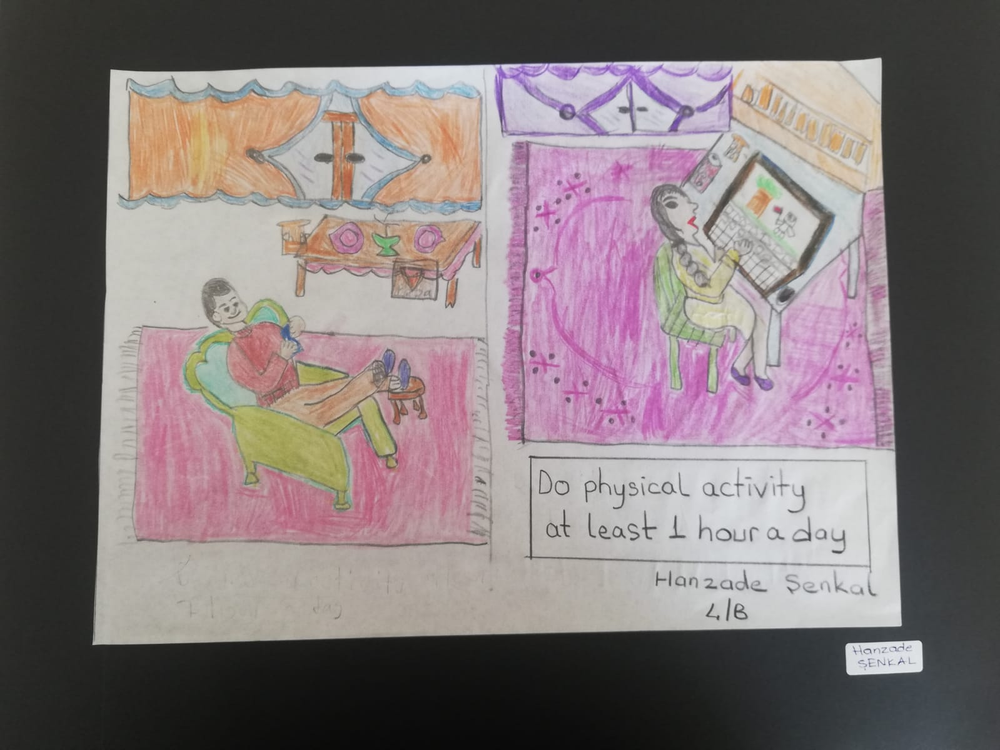 Do physical activity
at least 1 hour a day
Hanzade Şenkal
4/B
Hanzade
ŞENKAL